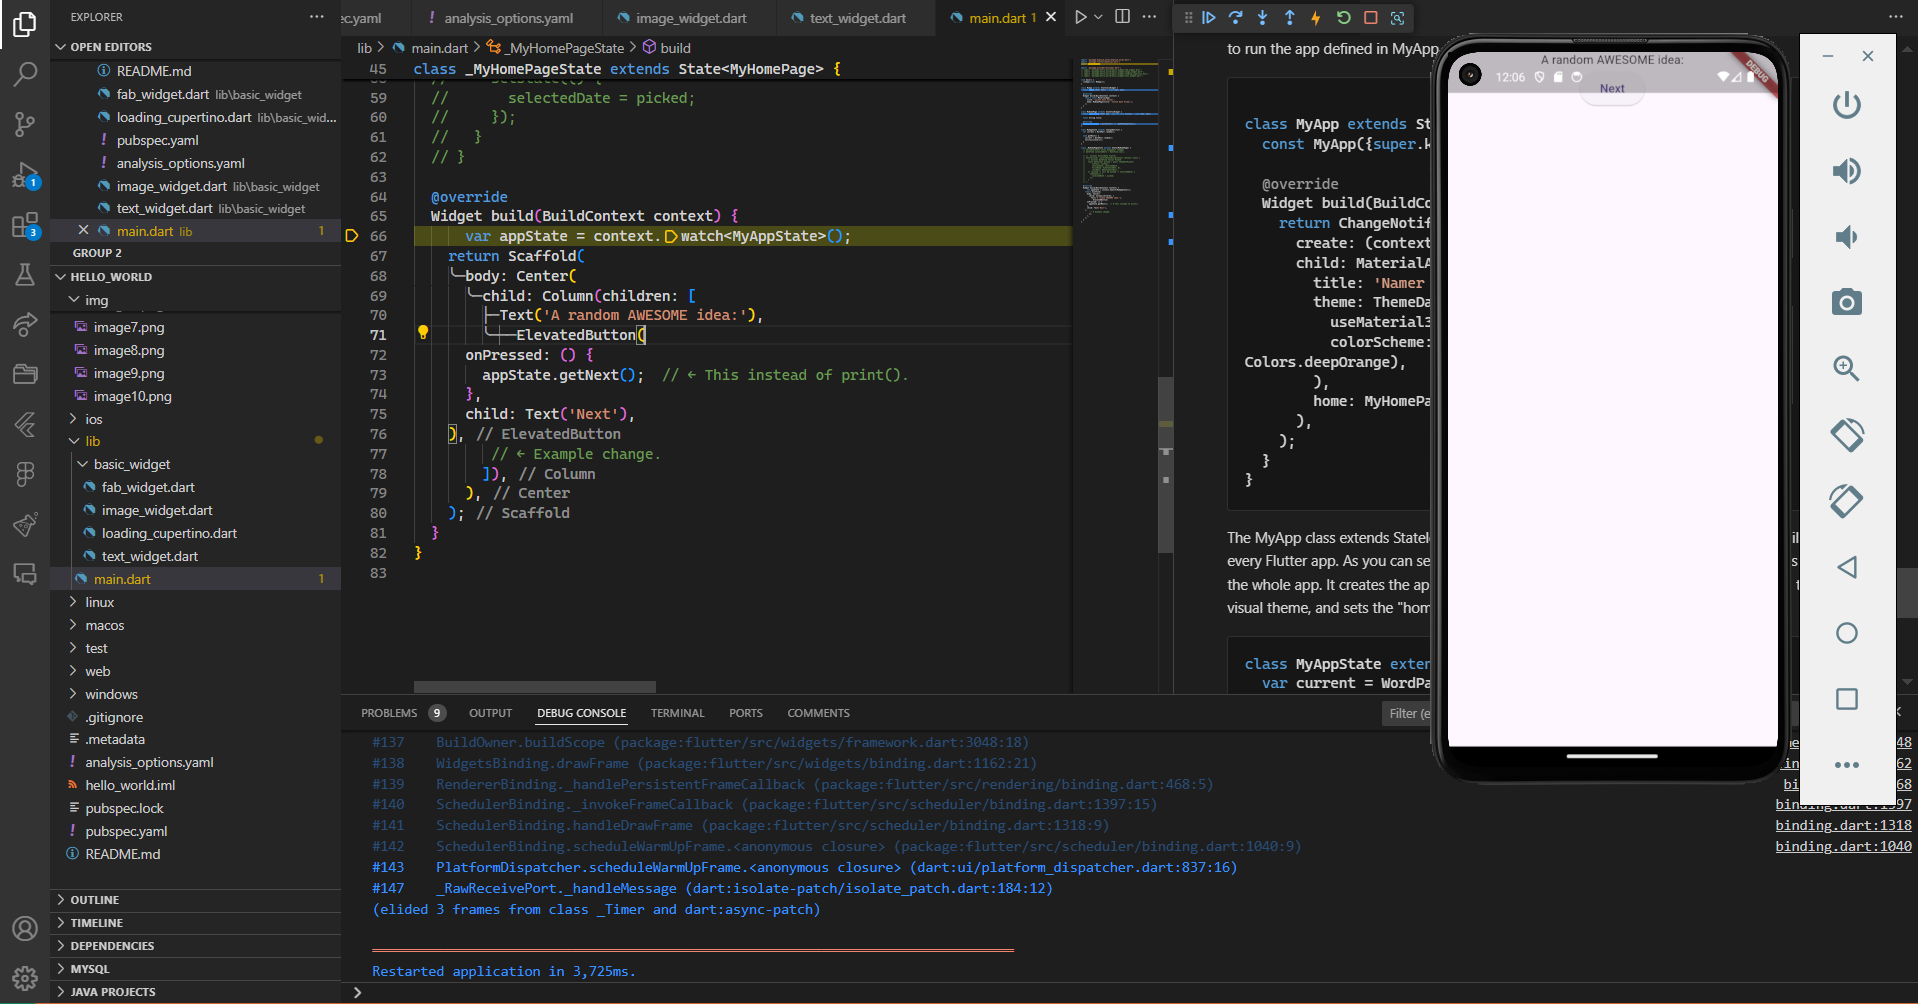 EXPLORER
OPEN EDITORS
README.md
fab_widget.dart lib\basic_widget
loading_cupertino.dart lib\basic_wid...
! pubspec.yaml
! analysis_options.yaml
image_widget.dart lib\basic_widget
text_widget.dart lib\basic_widget
main.dart lib 1
GROUP 2
HELLO_WORLD
img
image7.png
image8.png
image9.png
image10.png
ios
lib
basic_widget
fab_widget.dart
image_widget.dart
loading_cupertino.dart
text_widget.dart
main.dart 1
linux
macos
test
web
windows
.gitignore
.metadata
! analysis_options.yaml
hello_world.iml
pubspec.lock
! pubspec.yaml
README.md
OUTLINE
TIMELINE
DEPENDENCIES
MYSQL
JAVA PROJECTS
1
3
ec.yaml ! analysis_options.yaml image_widget.dart text_widget.dart main.dart 1
lib > main.dart > _MyHomePageState > build
45 class _MyHomePageState extends State<MyHomePage> {
59 // selectedDate = picked;
60 // });
61 // }
62 // }
63
64 @override
65 Widget build(BuildContext context) {
66 var appState = context.watch<MyAppState>();
67 return Scaffold(
68 body: Center(
69 child: Column(children: [
70 Text('A random AWESOME idea:'),
71 ElevatedButton(
72 onPressed: () {
73 appState.getNext(); // ← This instead of print().
74 },
75 child: Text('Next'),
76 ), // ElevatedButton
77 // ← Example change.
78 ]), // Column
79 ), // Center
80 ); // Scaffold
81 }
82 }
83
to run the app defined in MyApp
class MyApp extends St
const MyApp({super.k
@override
Widget build(BuildCo
return ChangeNotif
create: (context
child: MaterialA
title: 'Namer
theme: ThemeDa
useMaterial3
colorScheme:
Colors.deepOrange),
),
home: MyHomePa
),
);
}
}
The MyApp class extends Statel
every Flutter app. As you can se
the whole app. It creates the ap
visual theme, and sets the "hom
class MyAppState exten
var current = WordPa
A random AWESOME idea:
12:06
Next
DEBUG
PROBLEMS 9 OUTPUT DEBUG CONSOLE TERMINAL PORTS COMMENTS
Filter (e
#137 BuildOwner.buildScope (package:flutter/src/widgets/framework.dart:3048:18)
#138 WidgetsBinding.drawFrame (package:flutter/src/widgets/binding.dart:1162:21)
#139 RendererBinding._handlePersistentFrameCallback (package:flutter/src/rendering/binding.dart:468:5)
#140 SchedulerBinding._invokeFrameCallback (package:flutter/src/scheduler/binding.dart:1397:15)
#141 SchedulerBinding.handleDrawFrame (package:flutter/src/scheduler/binding.dart:1318:9)
#142 SchedulerBinding.scheduleWarmUpFrame.<anonymous closure> (package:flutter/src/scheduler/binding.dart:1040:9)
#143 PlatformDispatcher.scheduleWarmUpFrame.<anonymous closure> (dart:ui/platform_dispatcher.dart:837:16)
#147 _RawReceivePort._handleMessage (dart:isolate-patch/isolate_patch.dart:184:12)
(elided 3 frames from class _Timer and dart:async-patch)
Restarted application in 3,725ms.
48
62
68
binding.dart:1397
binding.dart:1318
binding.dart:1040